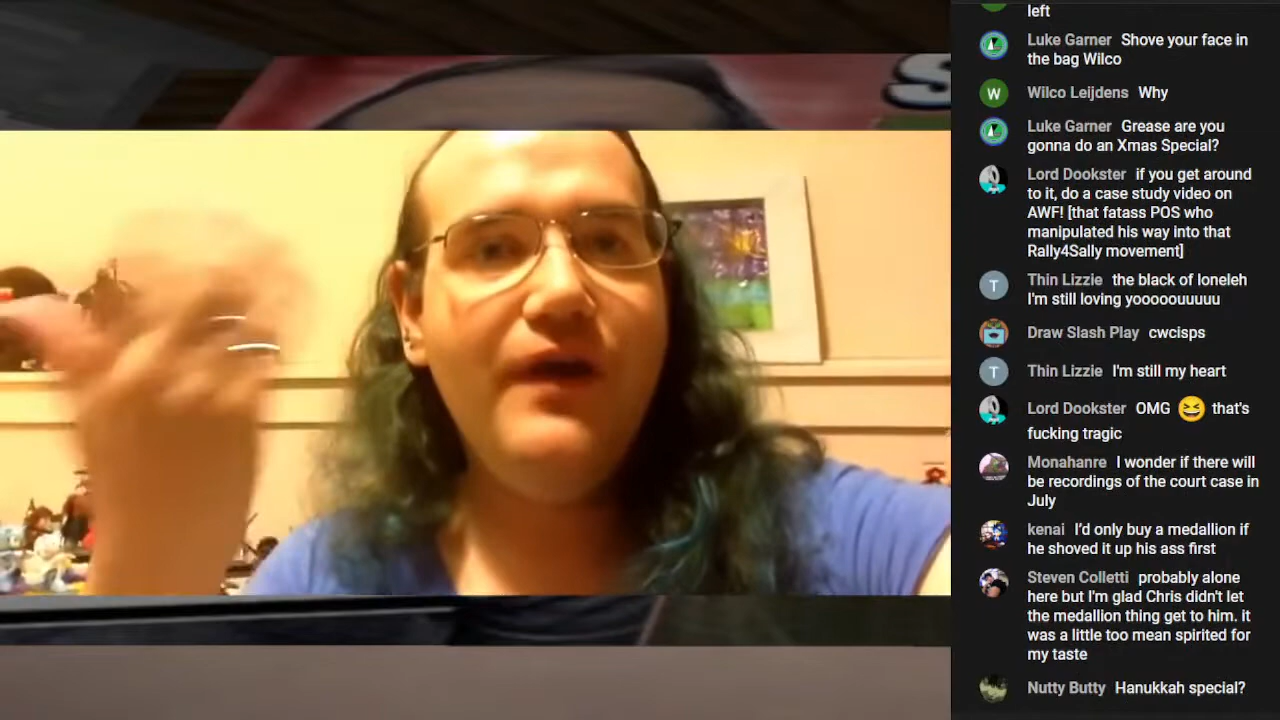 left
Luke Garner Shove your face in
the bag Wilco
W Wilco Leijdens Why
Luke Garner Grease are you
gonna do an Xmas Special?
Lord Dookster if you get around
to it, do a case study video on
AWF! [that fatass POS who
manipulated his way into that
Rally4Sally movement]
T Thin Lizzie the black of loneleh
I'm still loving yooooouuuuu
Draw Slash Play cwcisps
T Thin Lizzie I'm still my heart
Lord Dookster OMG 😆 that's
fucking tragic
Monahanre I wonder if there will
be recordings of the court case in
July
kenai I'd only buy a medallion if
he shoved it up his ass first
Steven Colletti probably alone
here but I'm glad Chris didn't let
the medallion thing get to him. it
was a little too mean spirited for
my taste
Nutty Butty Hanukkah special?